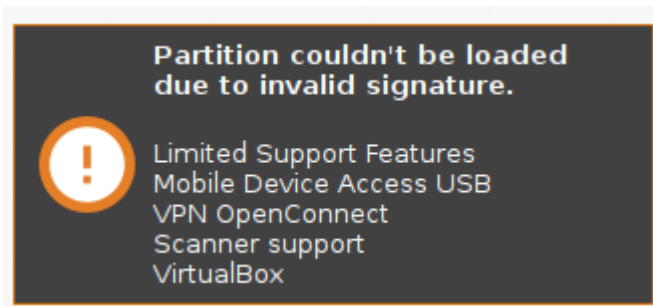 Partition couldn't be loaded
due to invalid signature.
!
Limited Support Features
Mobile Device Access USB
VPN OpenConnect
Scanner support
VirtualBox